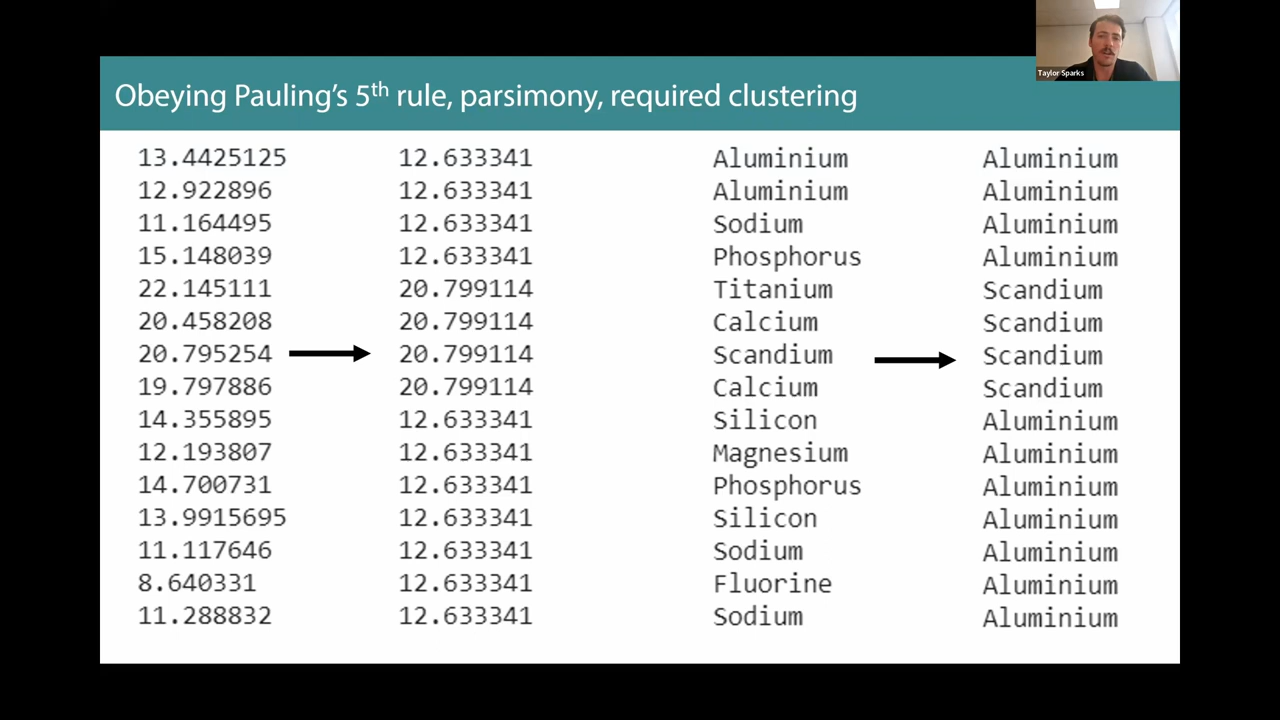 Taylor Sparks
Obeying Pauling's 5th rule, parsimony, required clustering
13.4425125 12.633341 Aluminium Aluminium
12.922896 12.633341 Aluminium Aluminium
11.164495 12.633341 Sodium Aluminium
15.148039 12.633341 Phosphorus Aluminium
22.145111 20.799114 Titanium Scandium
20.458208 20.799114 Calcium Scandium
20.795254 20.799114 Scandium Scandium
19.797886 20.799114 Calcium Scandium
14.355895 12.633341 Silicon Aluminium
12.193807 12.633341 Magnesium Aluminium
14.700731 12.633341 Phosphorus Aluminium
13.9915695 12.633341 Silicon Aluminium
11.117646 12.633341 Sodium Aluminium
8.640331 12.633341 Fluorine Aluminium
11.288832 12.633341 Sodium Aluminium